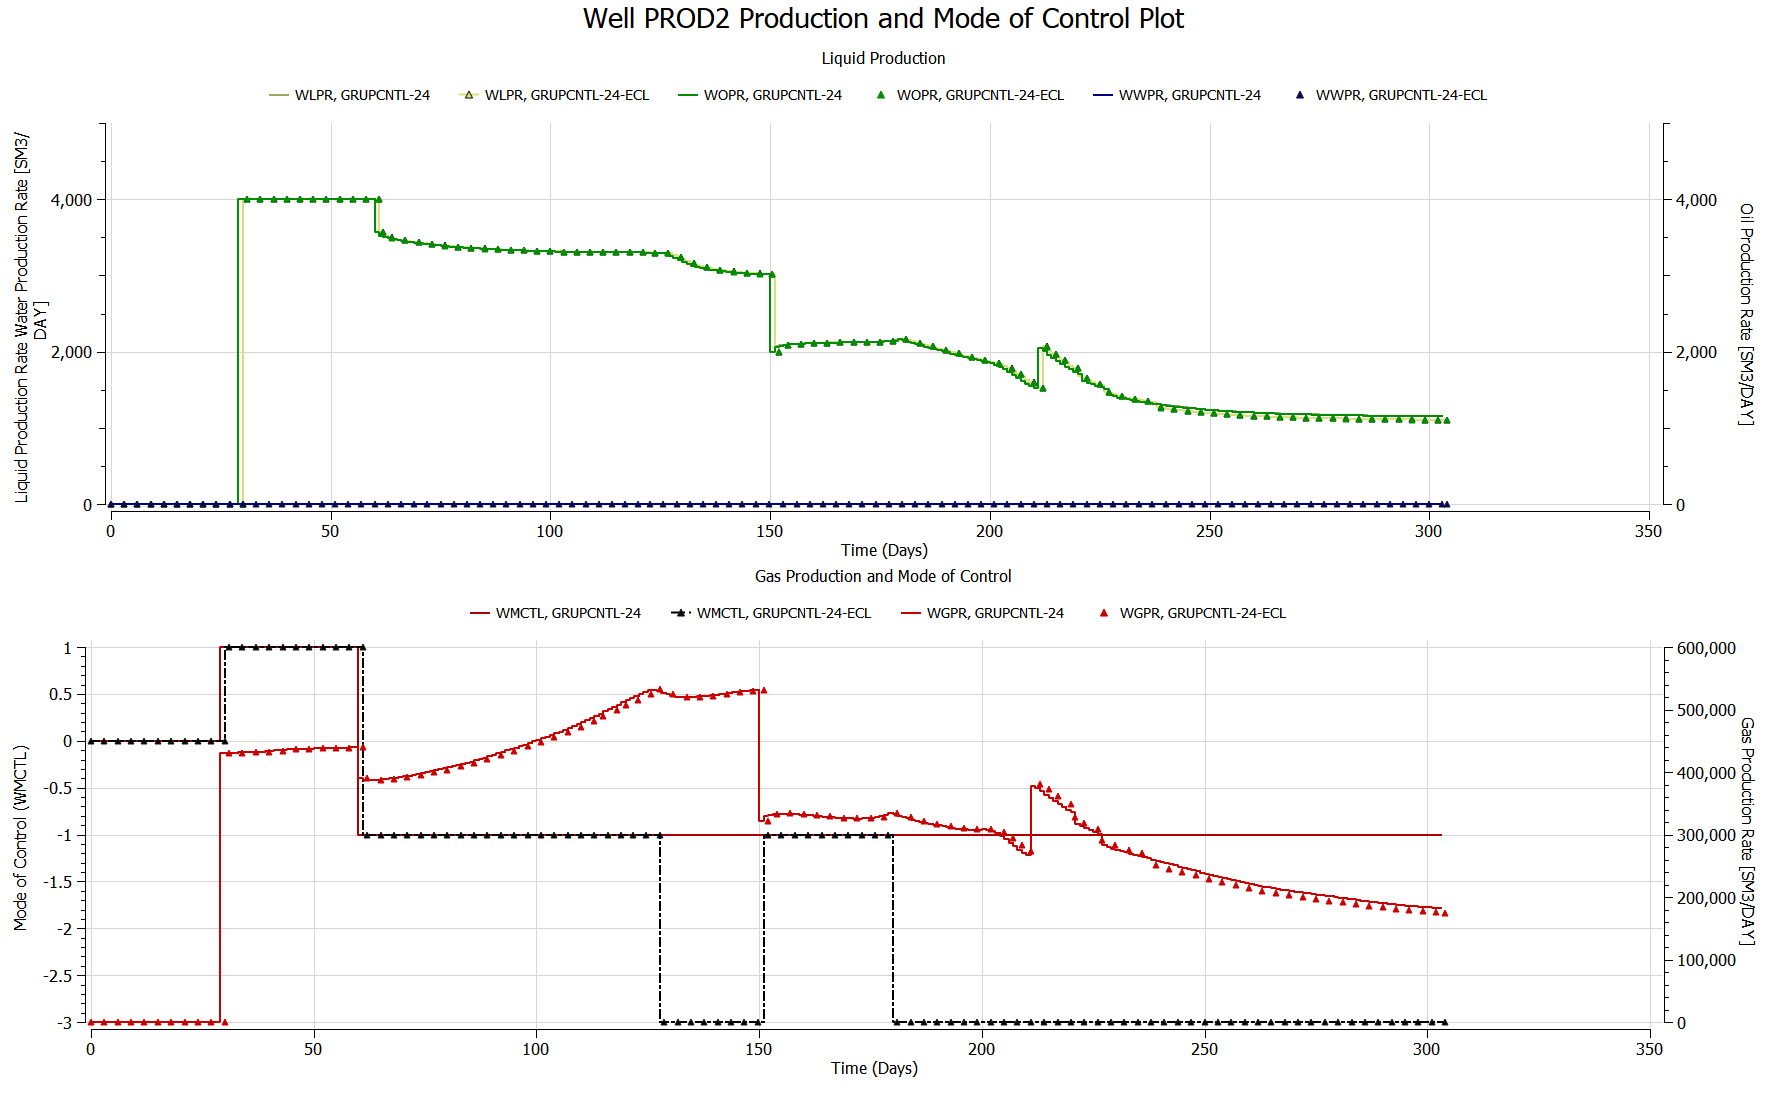 Well PROD2 Production and Mode of Control Plot
Liquid Production
WLPR, GRUPCNTL-24 WLPR, GRUPCNTL-24-ECL WOPR, GRUPCNTL-24 WOPR, GRUPCNTL-24-ECL WWPR, GRUPCNTL-24 WWPR, GRUPCNTL-24-ECL
Liquid Production Rate Water Production Rate [SM3/
DAY]
4,000
2,000
0
4,000
2,000
0
Oil Production Rate [SM3/DAY]
0 50 100 150 200 250 300 350
Time (Days)
Gas Production and Mode of Control
WMCTL, GRUPCNTL-24 WMCTL, GRUPCNTL-24-ECL WGPR, GRUPCNTL-24 WGPR, GRUPCNTL-24-ECL
Mode of Control (WMCTL)
1
0.5
0
-0.5
-1
-1.5
-2
-2.5
-3
600,000
500,000
400,000
300,000
200,000
100,000
0
Gas Production Rate [SM3/DAY]
0 50 100 150 200 250 300 350
Time (Days)